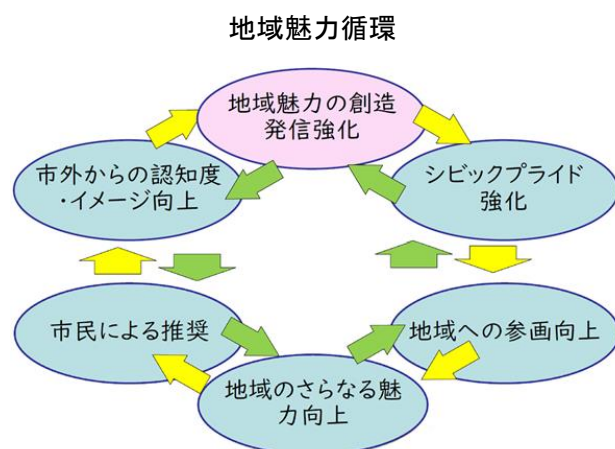 地域魅力循環
地域魅力の創造
発信強化
市外からの認知度
・イメージ向上
シビックプライド
強化
市民による推奨
地域への参画向上
地域のさらなる魅
力向上